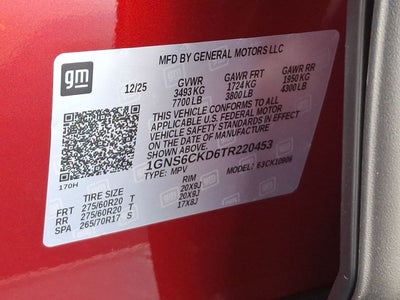 gm
MFD BY GENERAL MOTORS LLC
12/25 GVWR GAWR FRT GAWR RR
3493 KG 1724 KG 1950 KG
7700 LB 3800 LB 4300 LB
THIS VEHICLE CONFORMS TO ALL
APPLICABLE U.S. FEDERAL MOTOR
VEHICLE SAFETY STANDARDS IN EFFECT
ON THE DATE OF MANUFACTURE
1GNS6CKD6TR220453
170H TYPE: MPV MODEL: 63CK10906
TIRE SIZE RIM
FRT 275/60R20 T 20X9J
RR 275/60R20 T 20X9J
SPA 265/70R17 S 17X8J